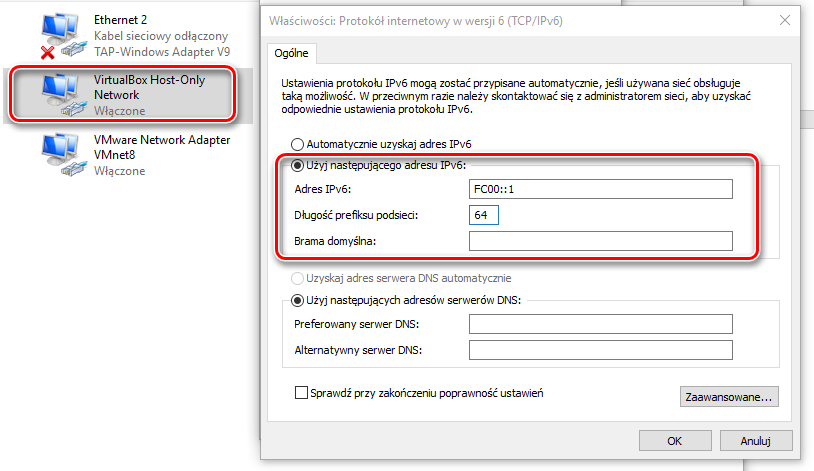 Ethernet 2
Kabel sieciowy odłączony
TAP-Windows Adapter V9
VirtualBox Host-Only
Network
Włączone
VMware Network Adapter
VMnet8
Włączone
Właściwości: Protokół internetowy w wersji 6 (TCP/IPv6)
Ogólne
Ustawienia protokołu IPv6 mogą zostać przypisane automatycznie, jeśli używana sieć obsługuje
taką możliwość. W przeciwnym razie należy skontaktować się z administratorem sieci, aby uzyskać
odpowiednie ustawienia protokołu IPv6.
Automatycznie uzyskaj adres IPv6
Użyj następującego adresu IPv6:
Adres IPv6: FC00::1
Długość prefiksu podsieci: 64
Brama domyślna:
Uzyskaj adres serwera DNS automatycznie
Użyj następujących adresów serwerów DNS:
Preferowany serwer DNS:
Alternatywny serwer DNS:
Sprawdź przy zakończeniu poprawność ustawień
Zaawansowane...
OK Anuluj